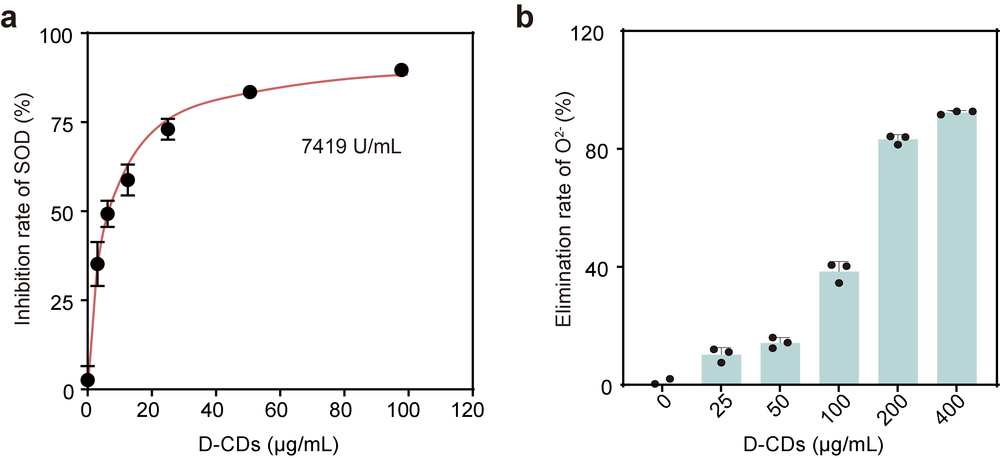 a
Inhibition rate of SOD (%)
100
75
50
25
0
7419 U/mL
0 20 40 60 80 100 120
D-CDs (μg/mL)
b
Elimination rate of O²⁻ (%)
120
80
40
0
0 25 50 100 200 400
D-CDs (μg/mL)